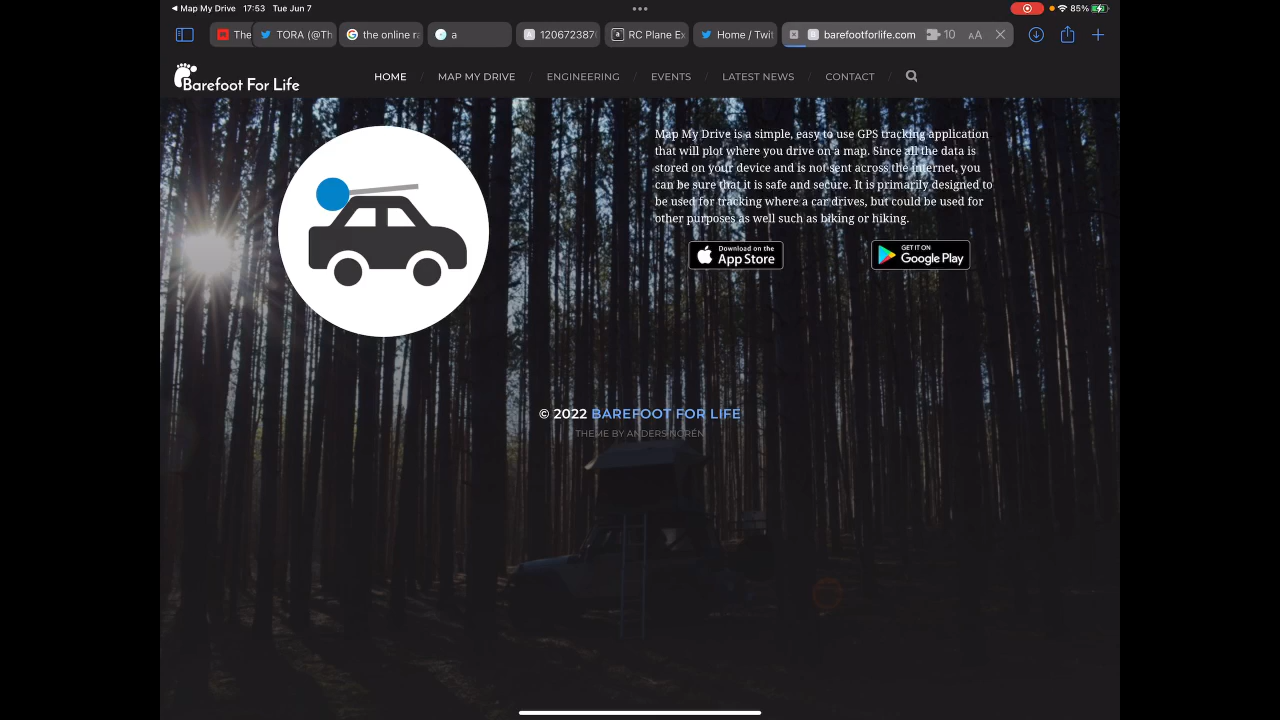 ◀ Map My Drive 17:53 Tue Jun 7
85%
The
TORA (@Th
the online ra
a
120672387
RC Plane Ex
Home / Twit
barefootforlife.com
10
AA
Barefoot For Life
HOME / MAP MY DRIVE / ENGINEERING / EVENTS / LATEST NEWS / CONTACT /
Map My Drive is a simple, easy to use GPS tracking application
that will plot where you drive on a map. Since all the data is
stored on your device and is not sent across the internet, you
can be sure that it is safe and secure. It is primarily designed to
be used for tracking where a car drives, but could be used for
other purposes as well such as biking or hiking.
Download on the
App Store
GET IT ON
Google Play
© 2022 BAREFOOT FOR LIFE
THEME BY ANDERS NORÉN